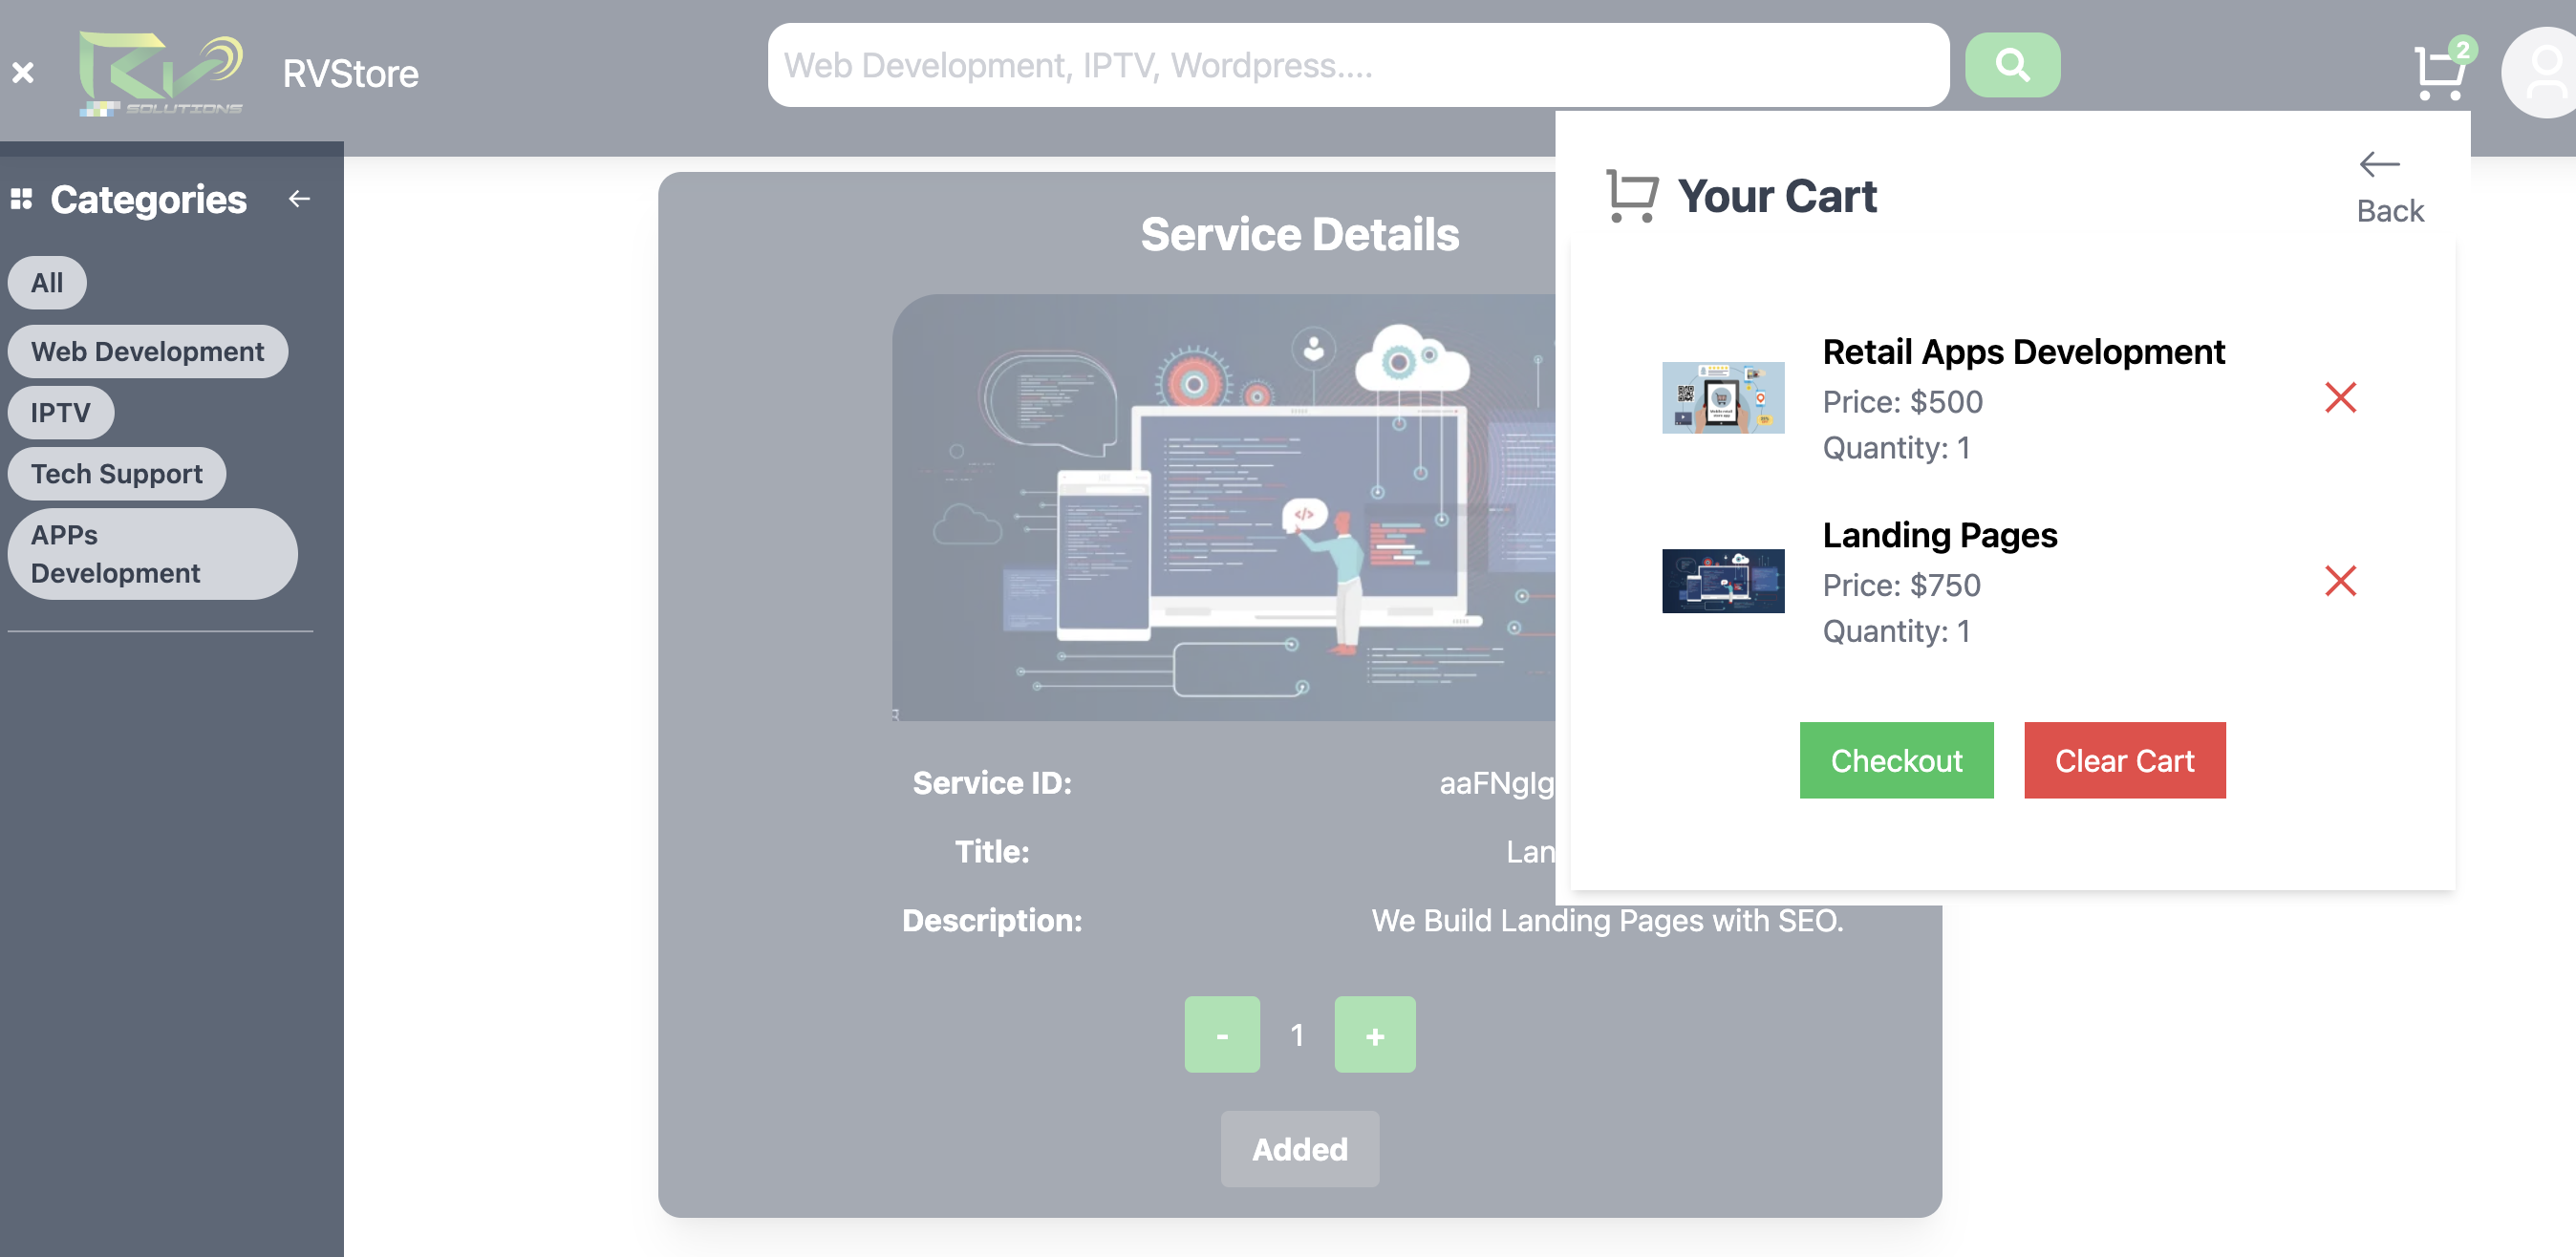 SOLUTIONS
RVStore
Web Development, IPTV, Wordpress....
2
Categories
All
Web Development
IPTV
Tech Support
APPs
Development
Service Details
</>
Service ID:
aaFNgIg
Title:
Lan
Description:
We Build Landing Pages with SEO.
-
1
+
Added
Your Cart
Back
Retail Apps Development
Price: $500
Quantity: 1
Landing Pages
Price: $750
Quantity: 1
Checkout
Clear Cart